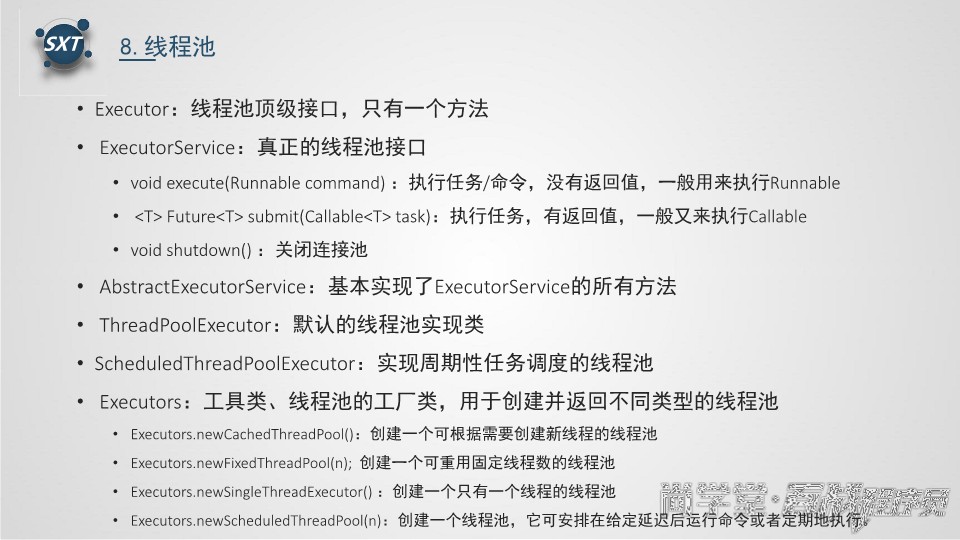 SXT
8. 线程池
• Executor：线程池顶级接口，只有一个方法
• ExecutorService：真正的线程池接口
• void execute(Runnable command) ：执行任务/命令，没有返回值，一般用来执行Runnable
• <T> Future<T> submit(Callable<T> task)：执行任务，有返回值，一般又来执行Callable
• void shutdown() ：关闭连接池
• AbstractExecutorService：基本实现了ExecutorService的所有方法
• ThreadPoolExecutor：默认的线程池实现类
• ScheduledThreadPoolExecutor：实现周期性任务调度的线程池
• Executors：工具类、线程池的工厂类，用于创建并返回不同类型的线程池
• Executors.newCachedThreadPool()：创建一个可根据需要创建新线程的线程池
• Executors.newFixedThreadPool(n); 创建一个可重用固定线程数的线程池
• Executors.newSingleThreadExecutor() ：创建一个只有一个线程的线程池
• Executors.newScheduledThreadPool(n)：创建一个线程池，它可安排在给定延迟后运行命令或者定期地执行。
尚学堂·